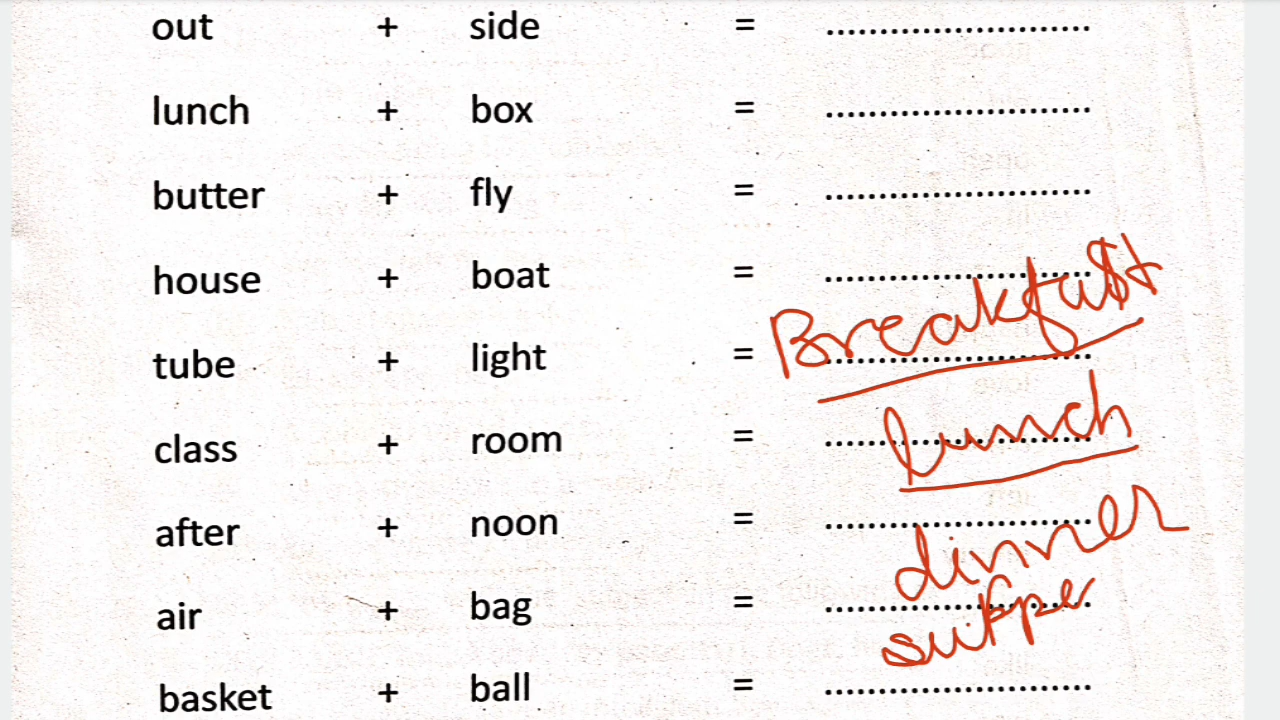 out + side = ........................
lunch + box = ........................
butter + fly = ........................
house + boat = ........................
Breakfast
tube + light = ........................
lunch
class + room = ........................
after + noon = ........................
dinner
air + bag = ........................
supper
basket + ball = ........................